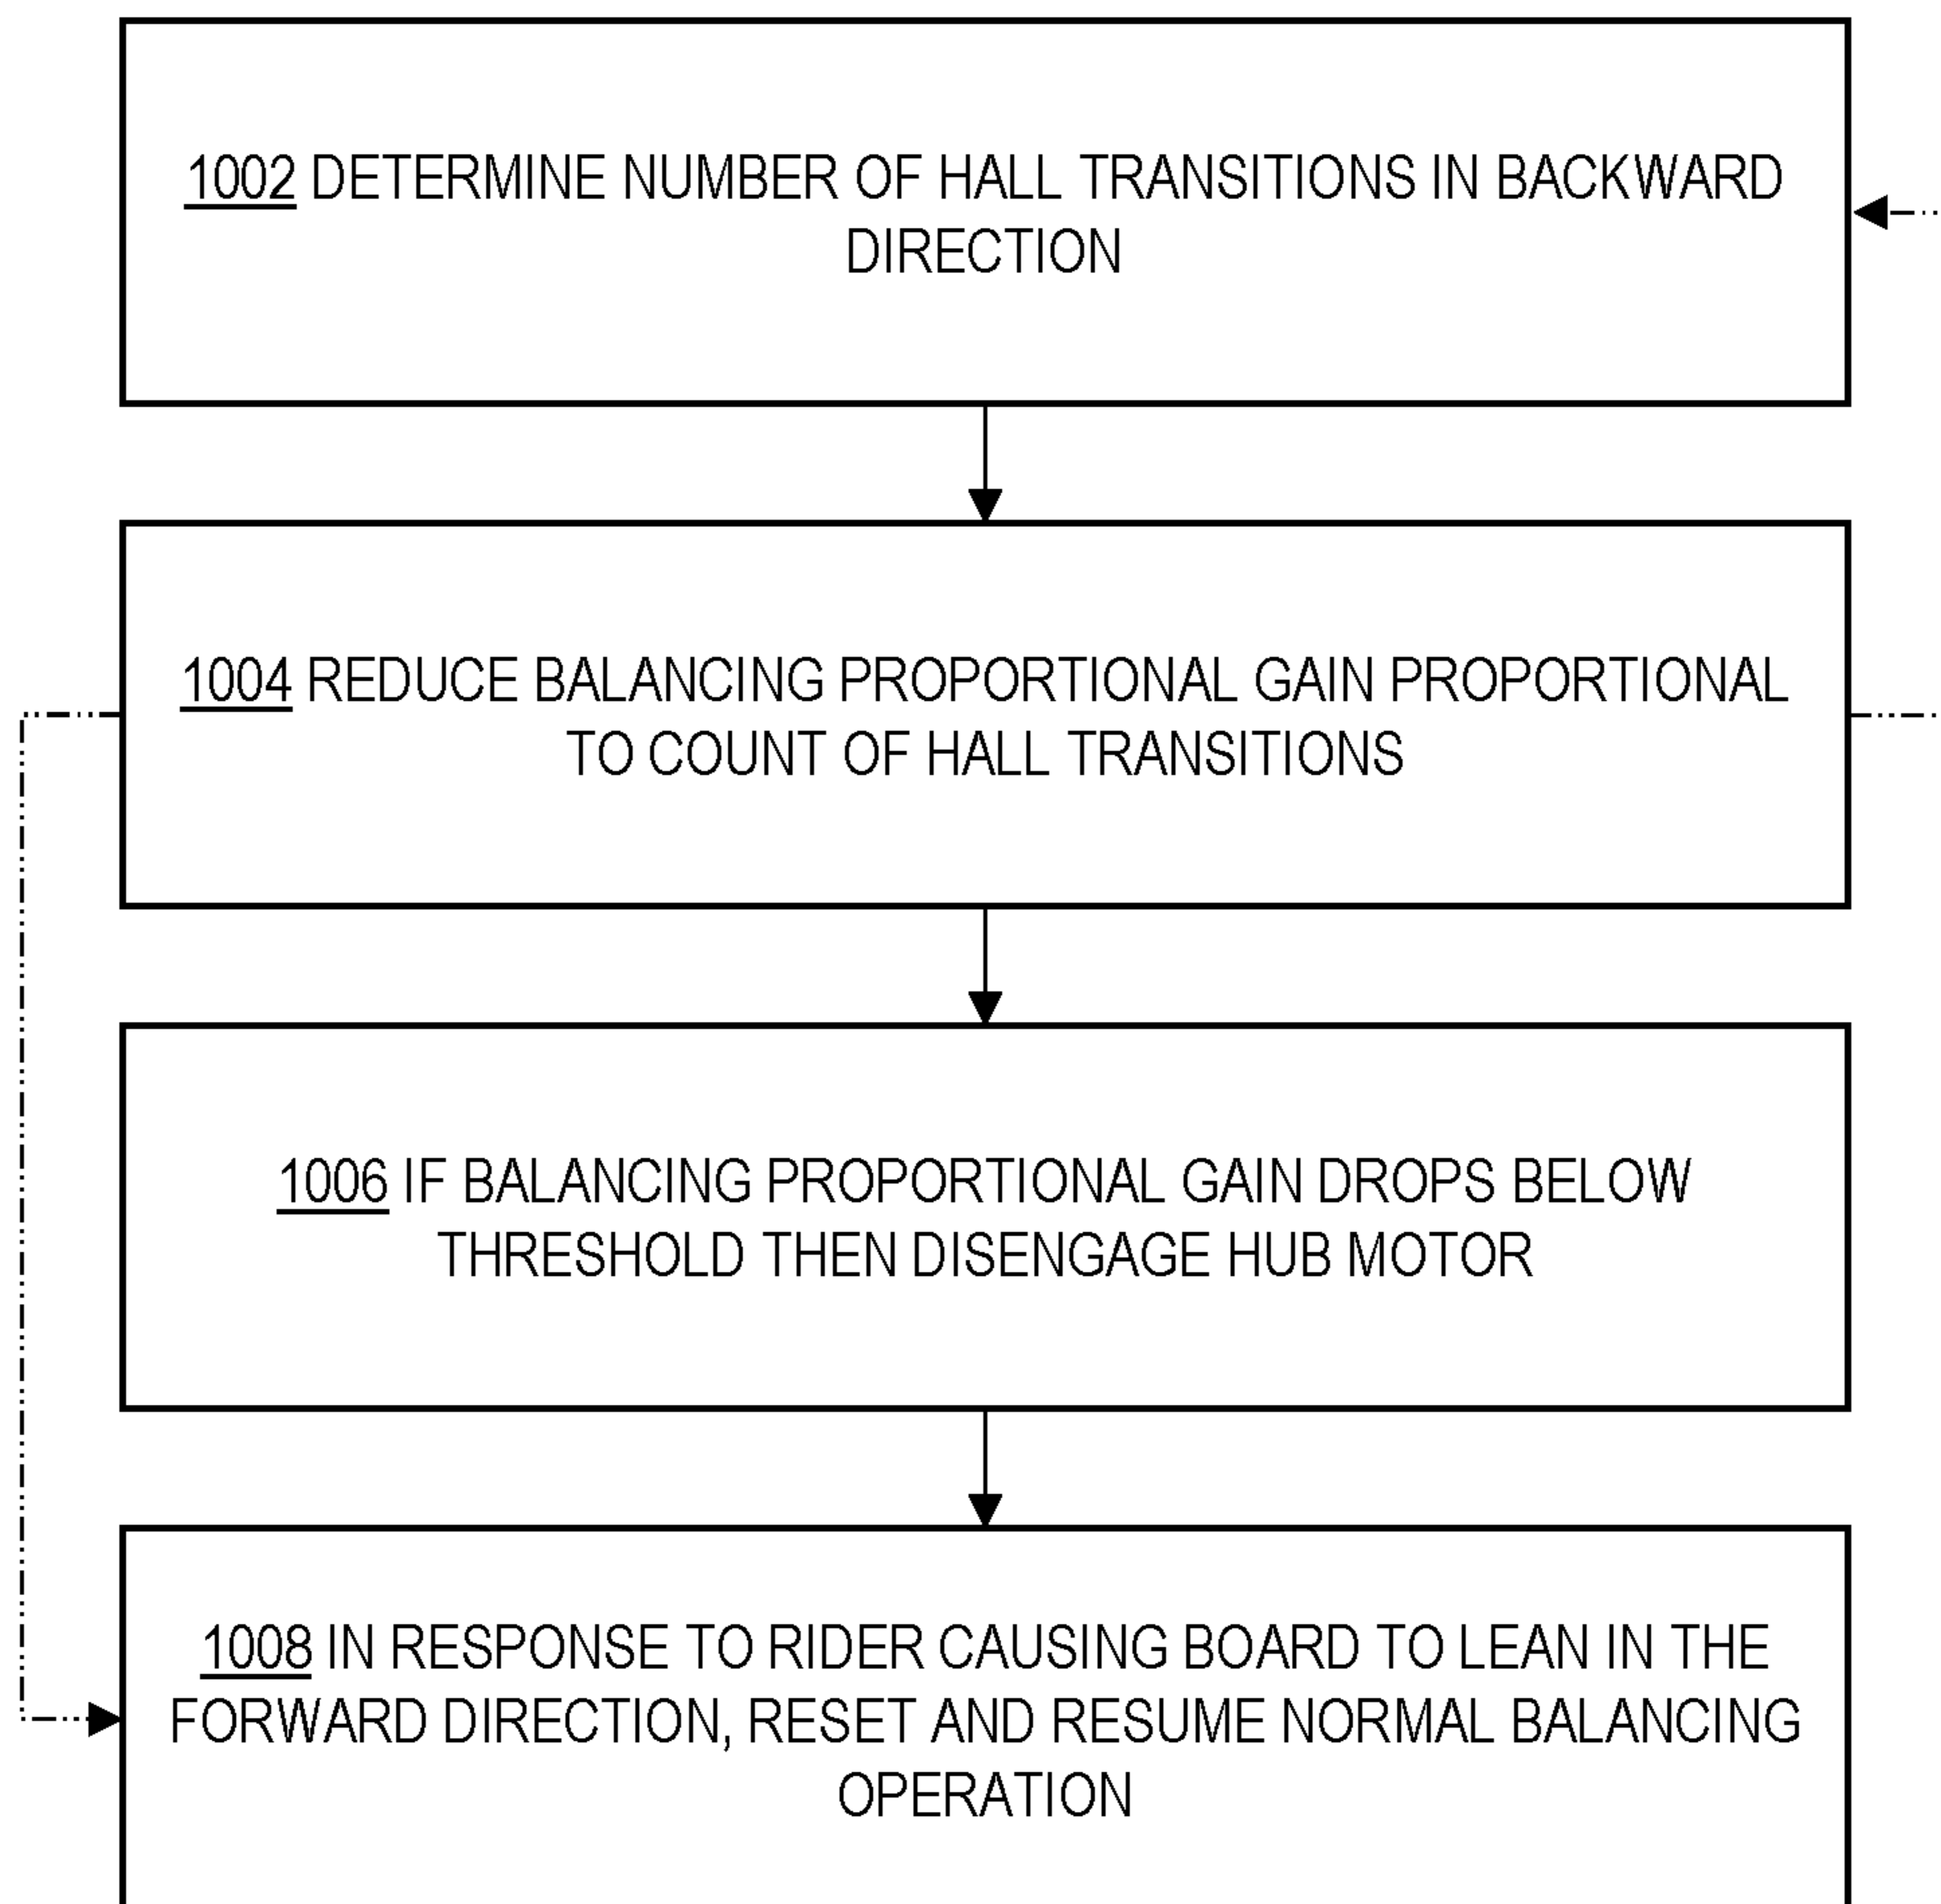 1002 DETERMINE NUMBER OF HALL TRANSITIONS IN BACKWARD
DIRECTION
1004 REDUCE BALANCING PROPORTIONAL GAIN PROPORTIONAL
TO COUNT OF HALL TRANSITIONS
1006 IF BALANCING PROPORTIONAL GAIN DROPS BELOW
THRESHOLD THEN DISENGAGE HUB MOTOR
1008 IN RESPONSE TO RIDER CAUSING BOARD TO LEAN IN THE
FORWARD DIRECTION, RESET AND RESUME NORMAL BALANCING
OPERATION